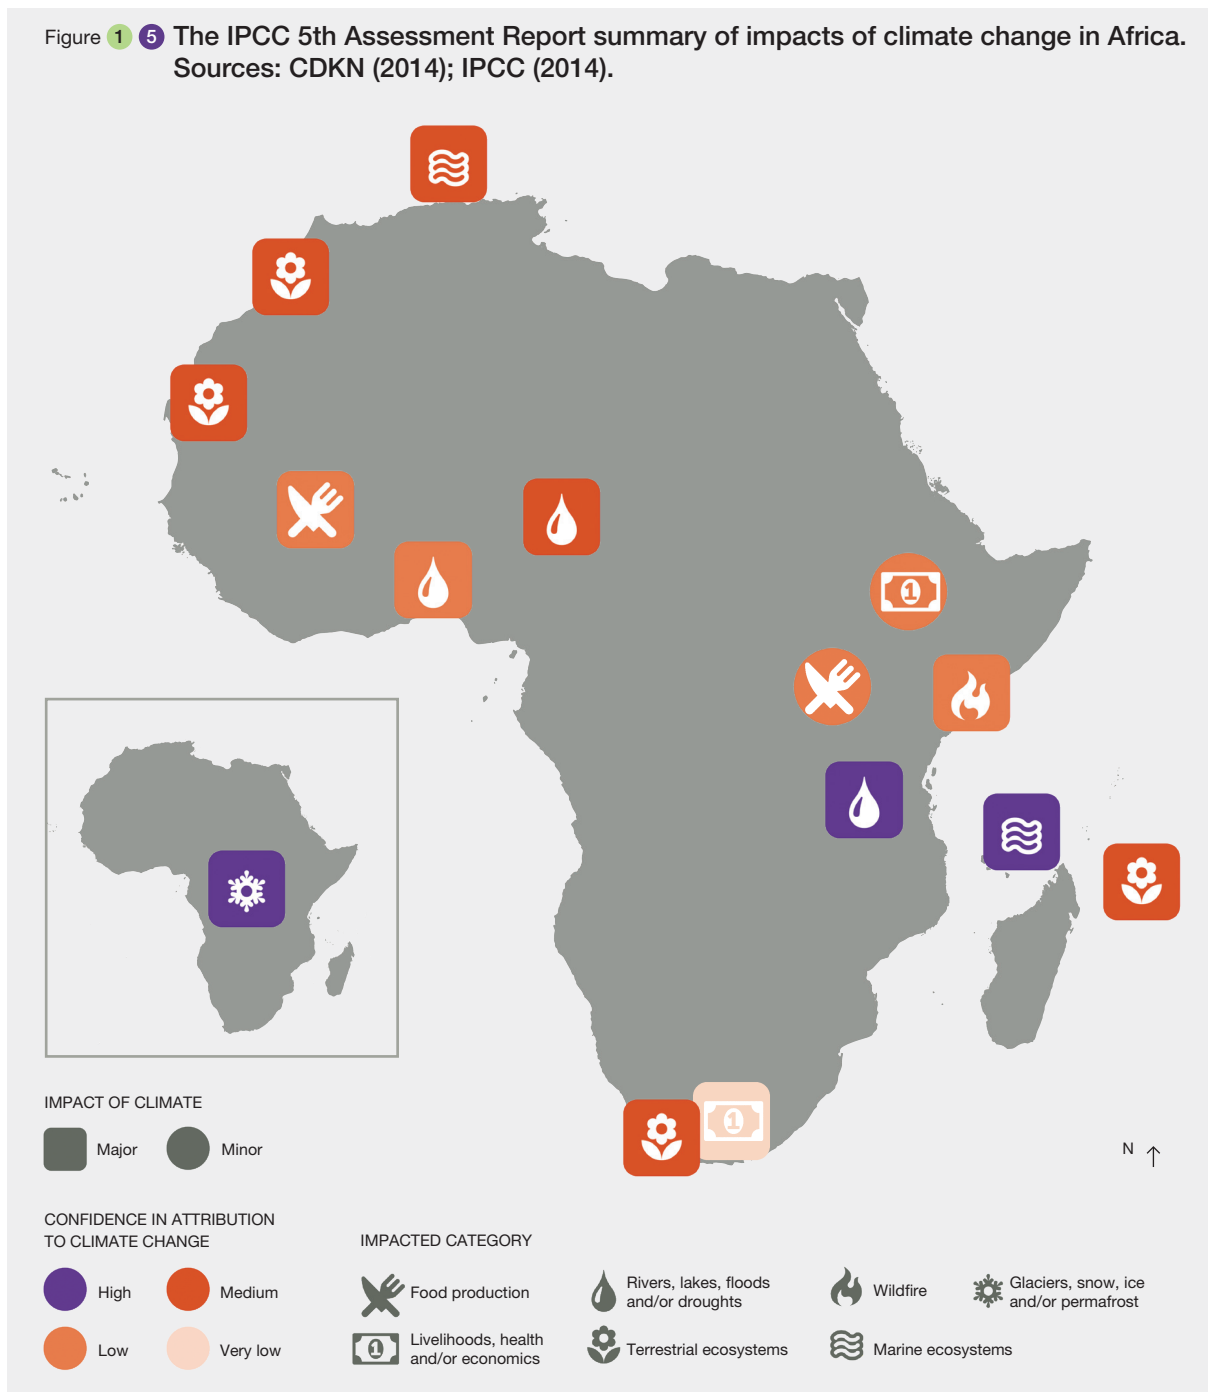 Figure 1 5 The IPCC 5th Assessment Report summary of impacts of climate change in Africa.
Sources: CDKN (2014); IPCC (2014).
1
1
1
IMPACT OF CLIMATE
Major Minor
N
CONFIDENCE IN ATTRIBUTION
TO CLIMATE CHANGE
High Medium
Low Very low
IMPACTED CATEGORY
Food production
Rivers, lakes, floods
and/or droughts
Wildfire
Glaciers, snow, ice
and/or permafrost
Livelihoods, health
and/or economics
Terrestrial ecosystems
Marine ecosystems